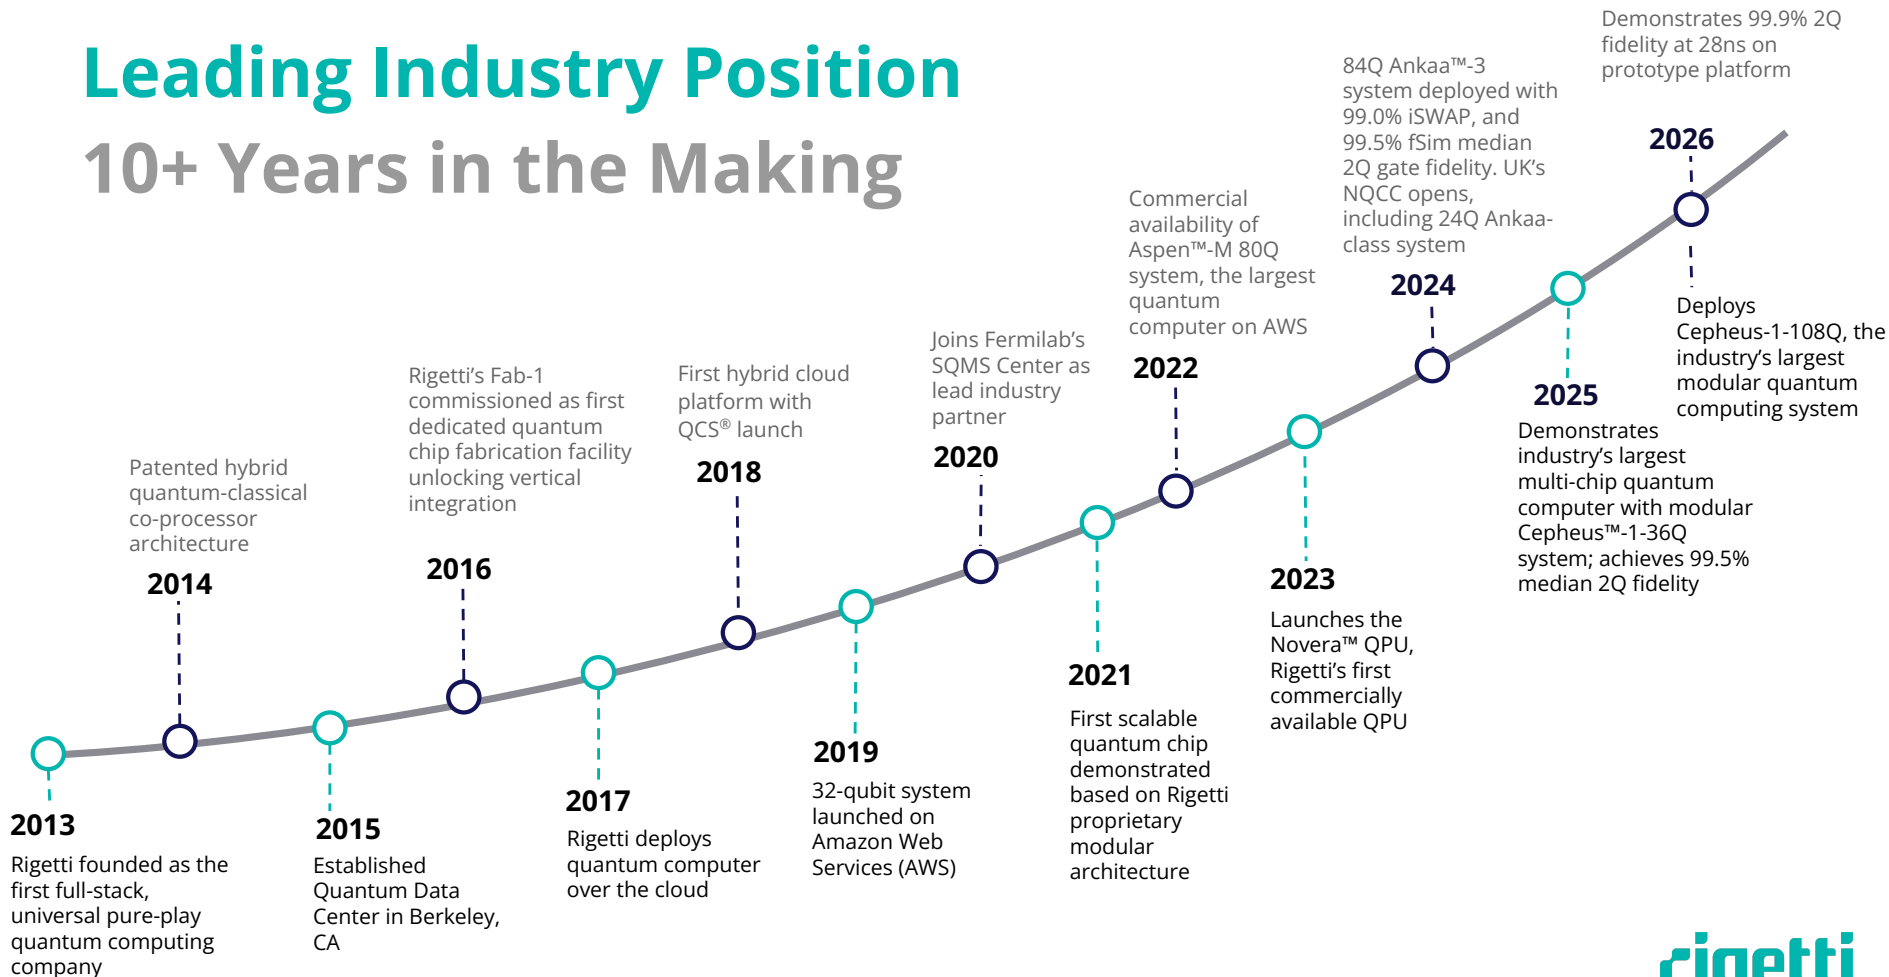 Leading Industry Position
10+ Years in the Making
2013
Rigetti founded as the
first full-stack,
universal pure-play
quantum computing
company
Patented hybrid
quantum-classical
co-processor
architecture
2014
2015
Established
Quantum Data
Center in Berkeley,
CA
Rigetti’s Fab-1
commissioned as first
dedicated quantum
chip fabrication facility
unlocking vertical
integration
2016
2017
Rigetti deploys
quantum computer
over the cloud
First hybrid cloud
platform with
QCS® launch
2018
2019
32-qubit system
launched on
Amazon Web
Services (AWS)
Joins Fermilab’s
SQMS Center as
lead industry
partner
2020
2021
First scalable
quantum chip
demonstrated
based on Rigetti
proprietary
modular
architecture
Commercial
availability of
Aspen™-M 80Q
system, the largest
quantum
computer on AWS
2022
2023
Launches the
Novera™ QPU,
Rigetti’s first
commercially
available QPU
84Q Ankaa™-3
system deployed with
99.0% iSWAP, and
99.5% fSim median
2Q gate fidelity. UK’s
NQCC opens,
including 24Q Ankaa-
class system
2024
2025
Demonstrates
industry’s largest
multi-chip quantum
computer with modular
Cepheus™-1-36Q
system; achieves 99.5%
median 2Q fidelity
Demonstrates 99.9% 2Q
fidelity at 28ns on
prototype platform
2026
Deploys
Cepheus-1-108Q, the
industry’s largest
modular quantum
computing system
rigetti